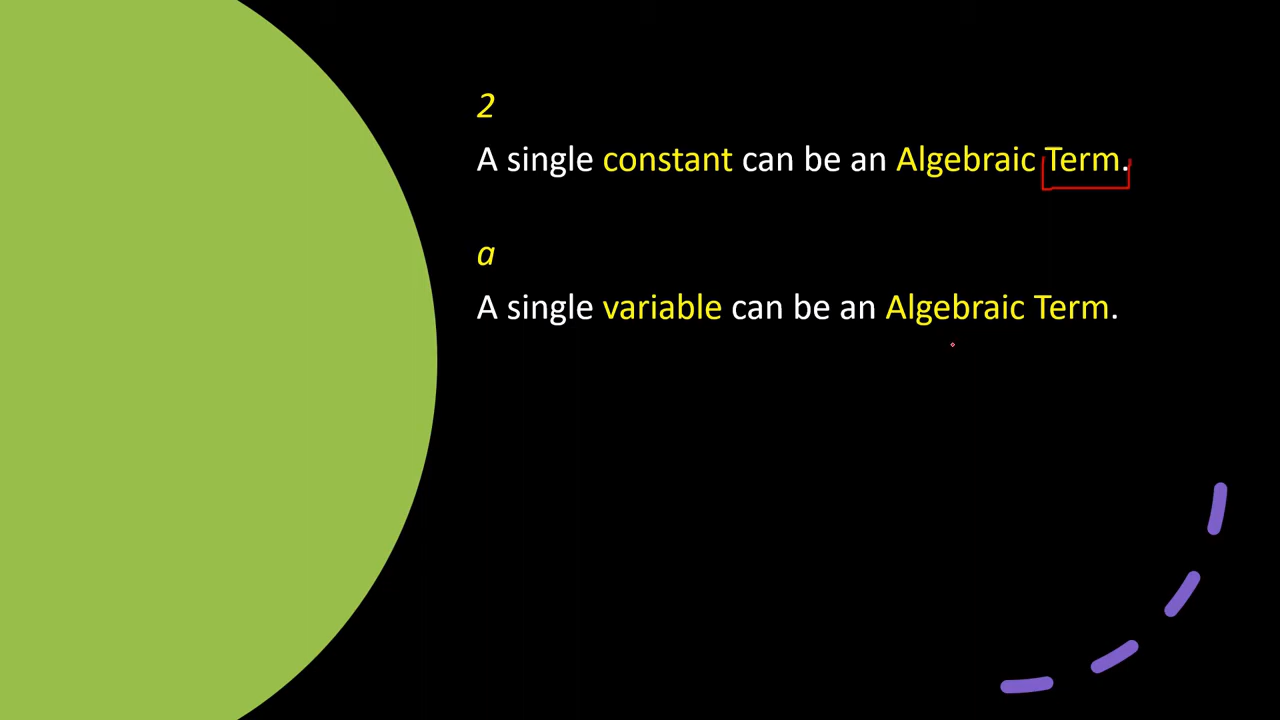 2
A single constant can be an Algebraic Term.
a
A single variable can be an Algebraic Term.